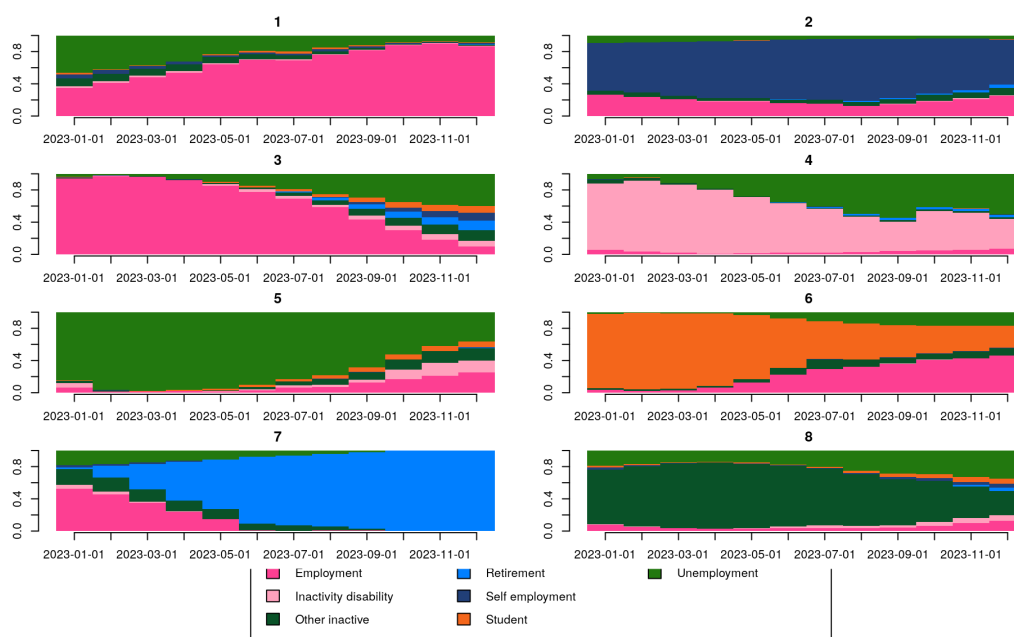 1
0.0 0.4 0.8
2023-01-01 2023-03-01 2023-05-01 2023-07-01 2023-09-01 2023-11-01
2
0.0 0.4 0.8
2023-01-01 2023-03-01 2023-05-01 2023-07-01 2023-09-01 2023-11-01
3
0.0 0.4 0.8
2023-01-01 2023-03-01 2023-05-01 2023-07-01 2023-09-01 2023-11-01
4
0.0 0.4 0.8
2023-01-01 2023-03-01 2023-05-01 2023-07-01 2023-09-01 2023-11-01
5
0.0 0.4 0.8
2023-01-01 2023-03-01 2023-05-01 2023-07-01 2023-09-01 2023-11-01
6
0.0 0.4 0.8
2023-01-01 2023-03-01 2023-05-01 2023-07-01 2023-09-01 2023-11-01
7
0.0 0.4 0.8
2023-01-01 2023-03-01 2023-05-01 2023-07-01 2023-09-01 2023-11-01
8
0.0 0.4 0.8
2023-01-01 2023-03-01 2023-05-01 2023-07-01 2023-09-01 2023-11-01
Employment
Inactivity disability
Other inactive
Retirement
Self employment
Student
Unemployment